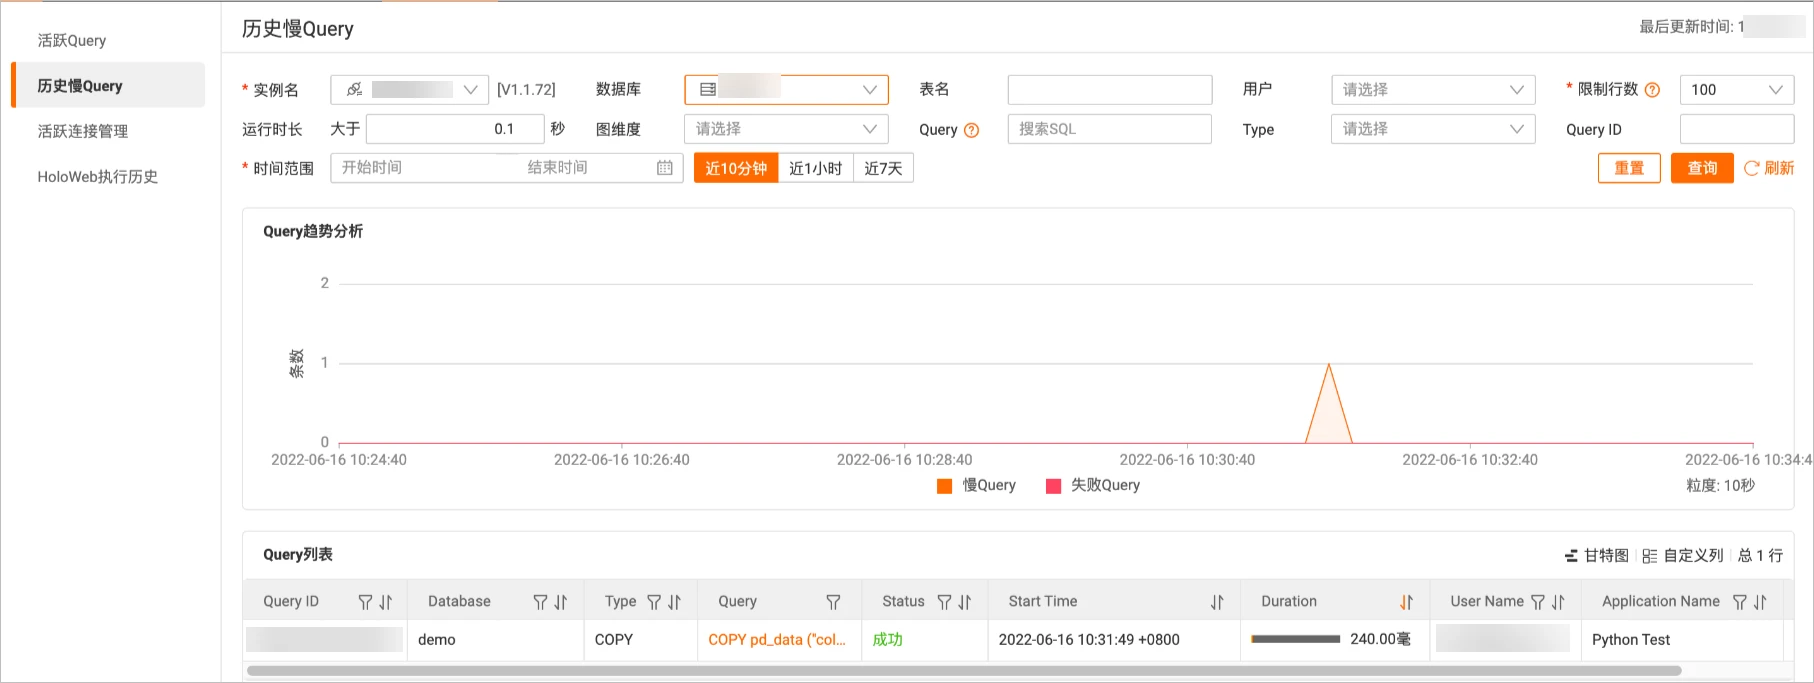 活跃Query
历史慢Query
活跃连接管理
HoloWeb执行历史
历史慢Query
最后更新时间: 1
* 实例名 [V1.1.72] 数据库 表名 用户 请选择 * 限制行数 100
运行时长 大于 0.1 秒 图维度 请选择 Query 搜索SQL Type 请选择 Query ID
* 时间范围 开始时间 结束时间 近10分钟 近1小时 近7天 重置 查询 刷新
Query趋势分析
条数
2
1
0
2022-06-16 10:24:40 2022-06-16 10:26:40 2022-06-16 10:28:40 2022-06-16 10:30:40 2022-06-16 10:32:40 2022-06-16 10:34:4
慢Query 失败Query 粒度: 10秒
Query列表 甘特图 自定义列 总 1 行
Query ID Database Type Query Status Start Time Duration User Name Application Name
demo COPY COPY pd_data ("col... 成功 2022-06-16 10:31:49 +0800 240.00毫 Python Test